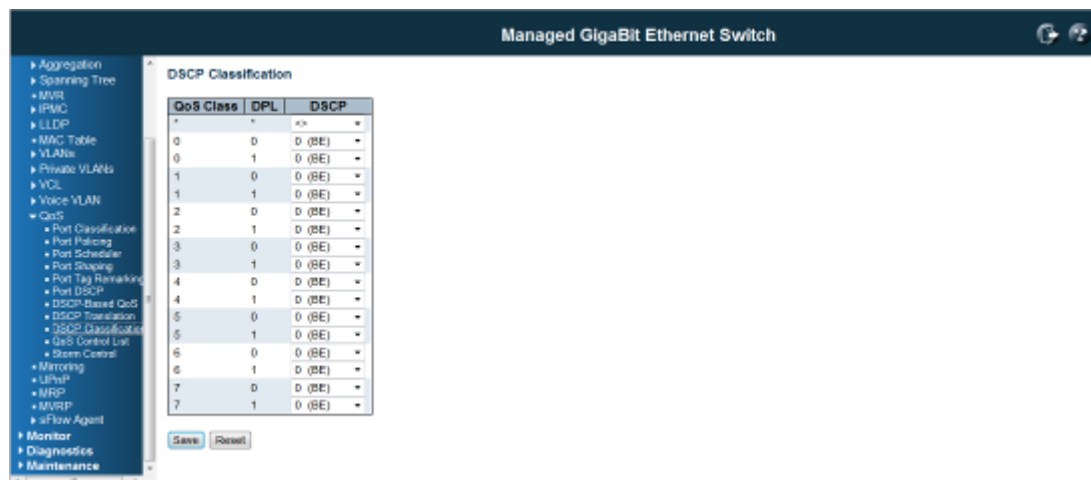 Managed GigaBit Ethernet Switch
Aggregation
Spanning Tree
MVR
IPMC
LLDP
MAC Table
VLANs
Private VLANs
VCL
Voice VLAN
QoS
Port Classification
Port Policing
Port Scheduler
Port Shaping
Port Tag Remarking
Port DSCP
DSCP-Based QoS
DSCP Translation
DSCP Classification
QoS Control List
Storm Control
Mirroring
UPnP
MRP
MVRP
sFlow Agent
Monitor
Diagnostics
Maintenance
DSCP Classification
QoS Class DPL DSCP
* * <>
0 0 0 (BE)
0 1 0 (BE)
1 0 0 (BE)
1 1 0 (BE)
2 0 0 (BE)
2 1 0 (BE)
3 0 0 (BE)
3 1 0 (BE)
4 0 0 (BE)
4 1 0 (BE)
5 0 0 (BE)
5 1 0 (BE)
6 0 0 (BE)
6 1 0 (BE)
7 0 0 (BE)
7 1 0 (BE)
Save Reset